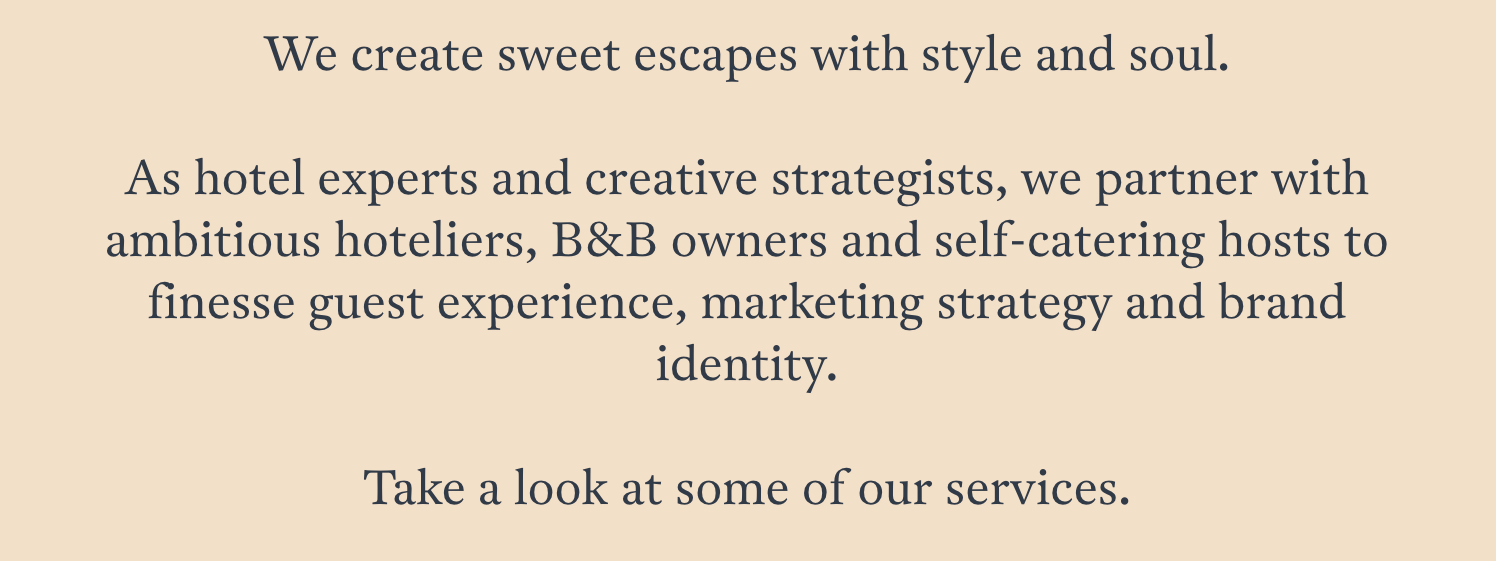 We create sweet escapes with style and soul.
As hotel experts and creative strategists, we partner with
ambitious hoteliers, B&B owners and self-catering hosts to
finesse guest experience, marketing strategy and brand
identity.
Take a look at some of our services.